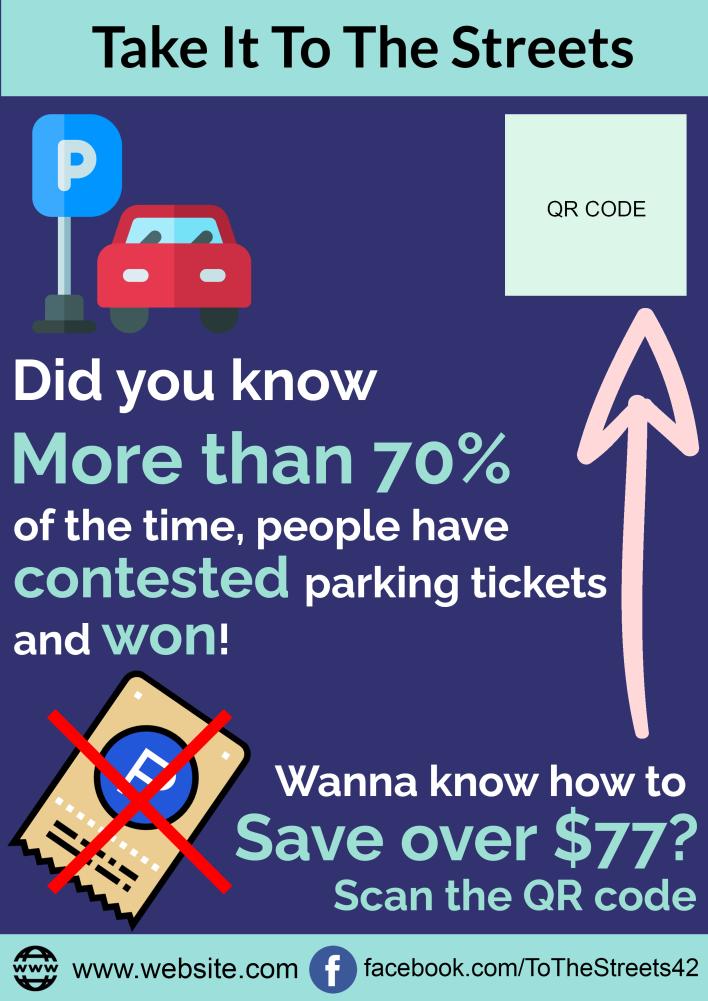 Take It To The Streets
P
QR CODE
Did you know
More than 70%
of the time, people have
contested parking tickets
and won!
P
Wanna know how to
Save over $77?
Scan the QR code
www www.website.com f facebook.com/ToTheStreets42